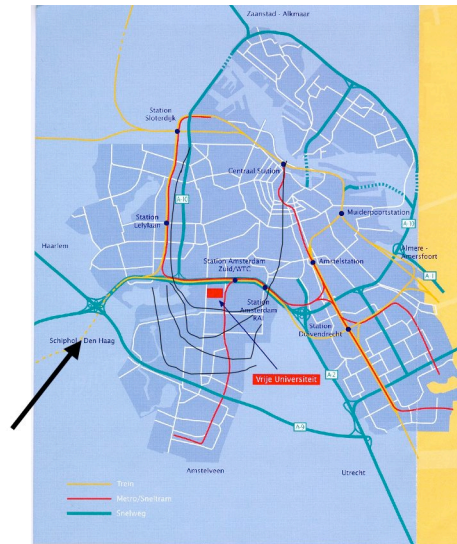 Zaanstad - Alkmaar
Station
Sloterdijk
Centraal Station
A-10
Muiderpoortstation
Station
Lelylaan
A-10
Haarlem
Station Amsterdam
Zuid/WTC
Amstelstation
Almere -
Amersfoort
A-1
Station
Amsterdam
RAI
Station
Duivendrecht
Schiphol - Den Haag
Vrije Universiteit
A-2
A-9
Amstelveen
Utrecht
Trein
Metro/Sneltram
Snelweg